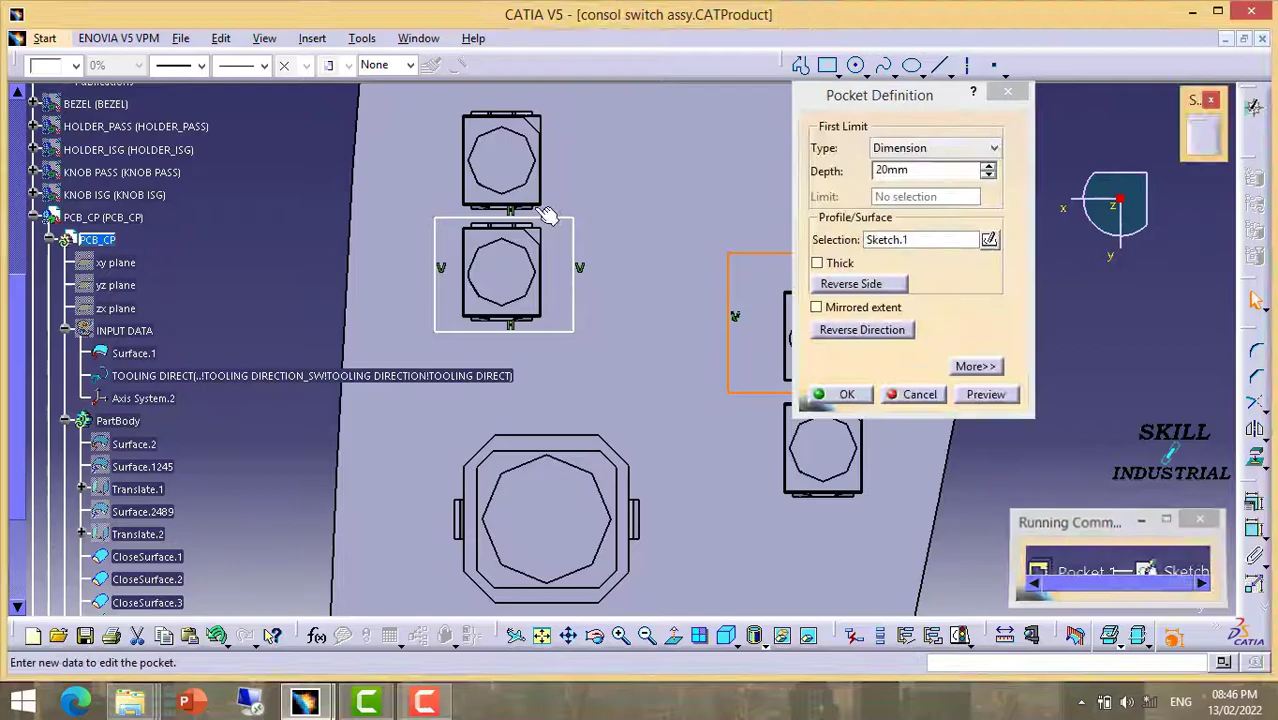 CATIA V5 - [consol switch assy.CATProduct]
Start ENOVIA V5 VPM File Edit View Insert Tools Window Help
0% None
Publications
BEZEL (BEZEL)
HOLDER_PASS (HOLDER_PASS)
HOLDER_ISG (HOLDER_ISG)
KNOB PASS (KNOB PASS)
KNOB ISG (KNOB ISG)
PCB_CP (PCB_CP)
PCB_CP
xy plane
yz plane
zx plane
INPUT DATA
Surface.1
TOOLING DIRECT(..!TOOLING DIRECTION_SW!TOOLING DIRECTION!TOOLING DIRECT)
Axis System.2
PartBody
Surface.2
Surface.1245
Translate.1
Surface.2489
Translate.2
CloseSurface.1
CloseSurface.2
CloseSurface.3
V V
H
H
V
Pocket Definition ? ×
First Limit
Type: Dimension
Depth: 20mm
Limit: No selection
Profile/Surface
Selection: Sketch.1
Thick
Reverse Side
Mirrored extent
Reverse Direction
More>>
OK Cancel Preview
S...
x z
y
SKILL
INDUSTRIAL
Running Comm...
Pocket.1 Sketch
f(x)
CATIA
Enter new data to edit the pocket.
ENG
08:46 PM
13/02/2022